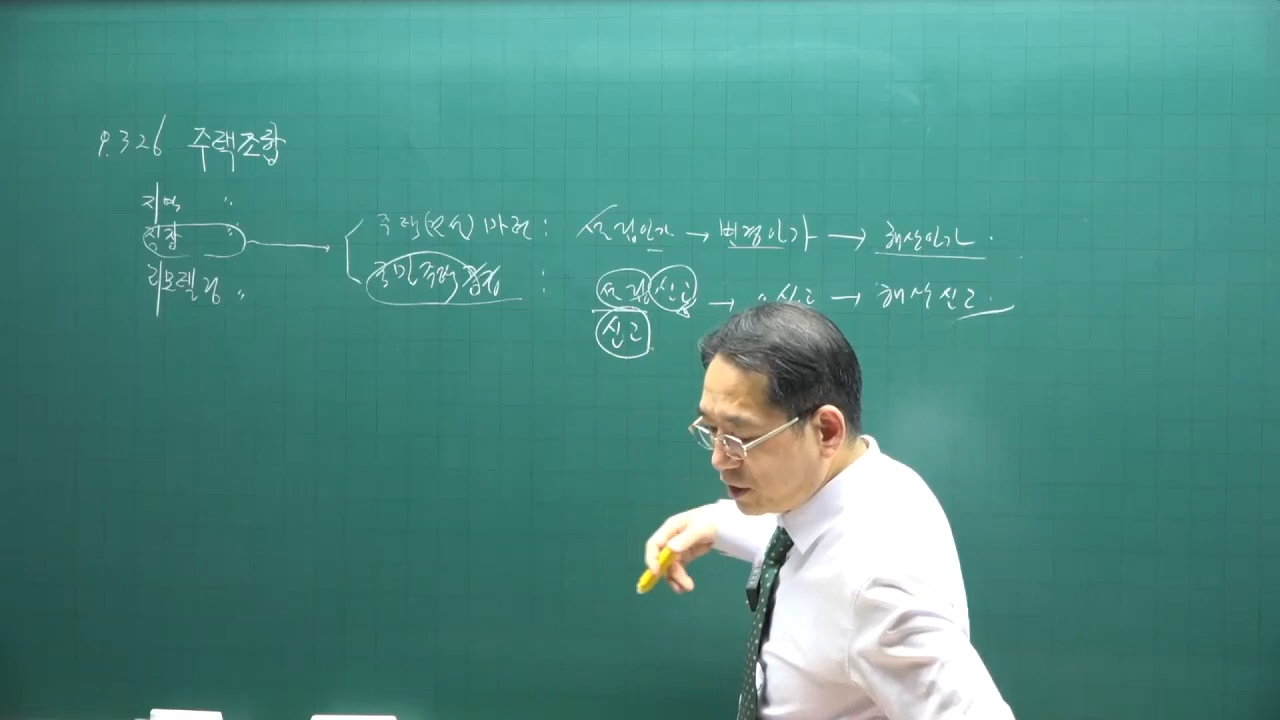 P.326 주택조합
지역 〃
직장 〃
리모델링 〃
주택(건설) 마련 : 설립인가 → 변경인가 → 해산인가.
국민주택 공급 : 설립신고 → 〃 신고 → 해산신고.
신고